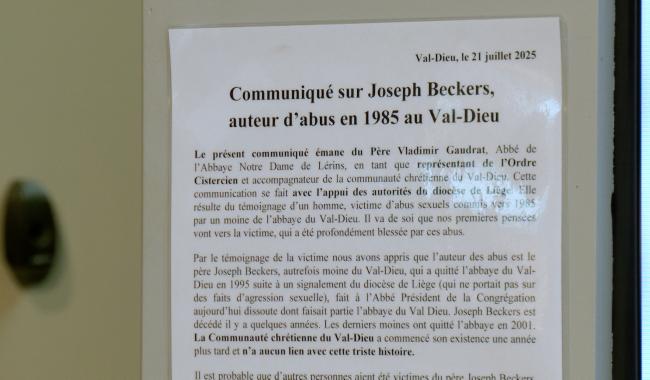 Val-Dieu, le 21 juillet 2025
Communiqué sur Joseph Beckers,
auteur d'abus en 1985 au Val-Dieu
Le présent communiqué émane du Père Vladimir Gaudrat, Abbé de
l'Abbaye Notre Dame de Lérins, en tant que représentant de l'Ordre
Cistercien et accompagnateur de la communauté chrétienne du Val-Dieu. Cette
communication se fait avec l'appui des autorités du diocèse de Liège. Elle
résulte du témoignage d'un homme, victime d'abus sexuels commis vers 1985
par un moine de l'abbaye du Val-Dieu. Il va de soi que nos premières pensées
vont vers la victime, qui a été profondément blessée par ces abus.
Par le témoignage de la victime nous avons appris que l'auteur des abus est le
père Joseph Beckers, autrefois moine du Val-Dieu, qui a quitté l'abbaye du Val-
Dieu en 1995 suite à un signalement du diocèse de Liège (qui ne portait pas sur
des faits d'agression sexuelle), fait à l'Abbé Président de la Congrégation
aujourd'hui dissoute dont faisait partie l'abbaye du Val Dieu. Joseph Beckers est
décédé il y a quelques années. Les derniers moines ont quitté l'abbaye en 2001.
La Communauté chrétienne du Val-Dieu a commencé son existence une année
plus tard et n'a aucun lien avec cette triste histoire.
Il est probable que d'autres personnes aient été victimes du père Joseph Beckers